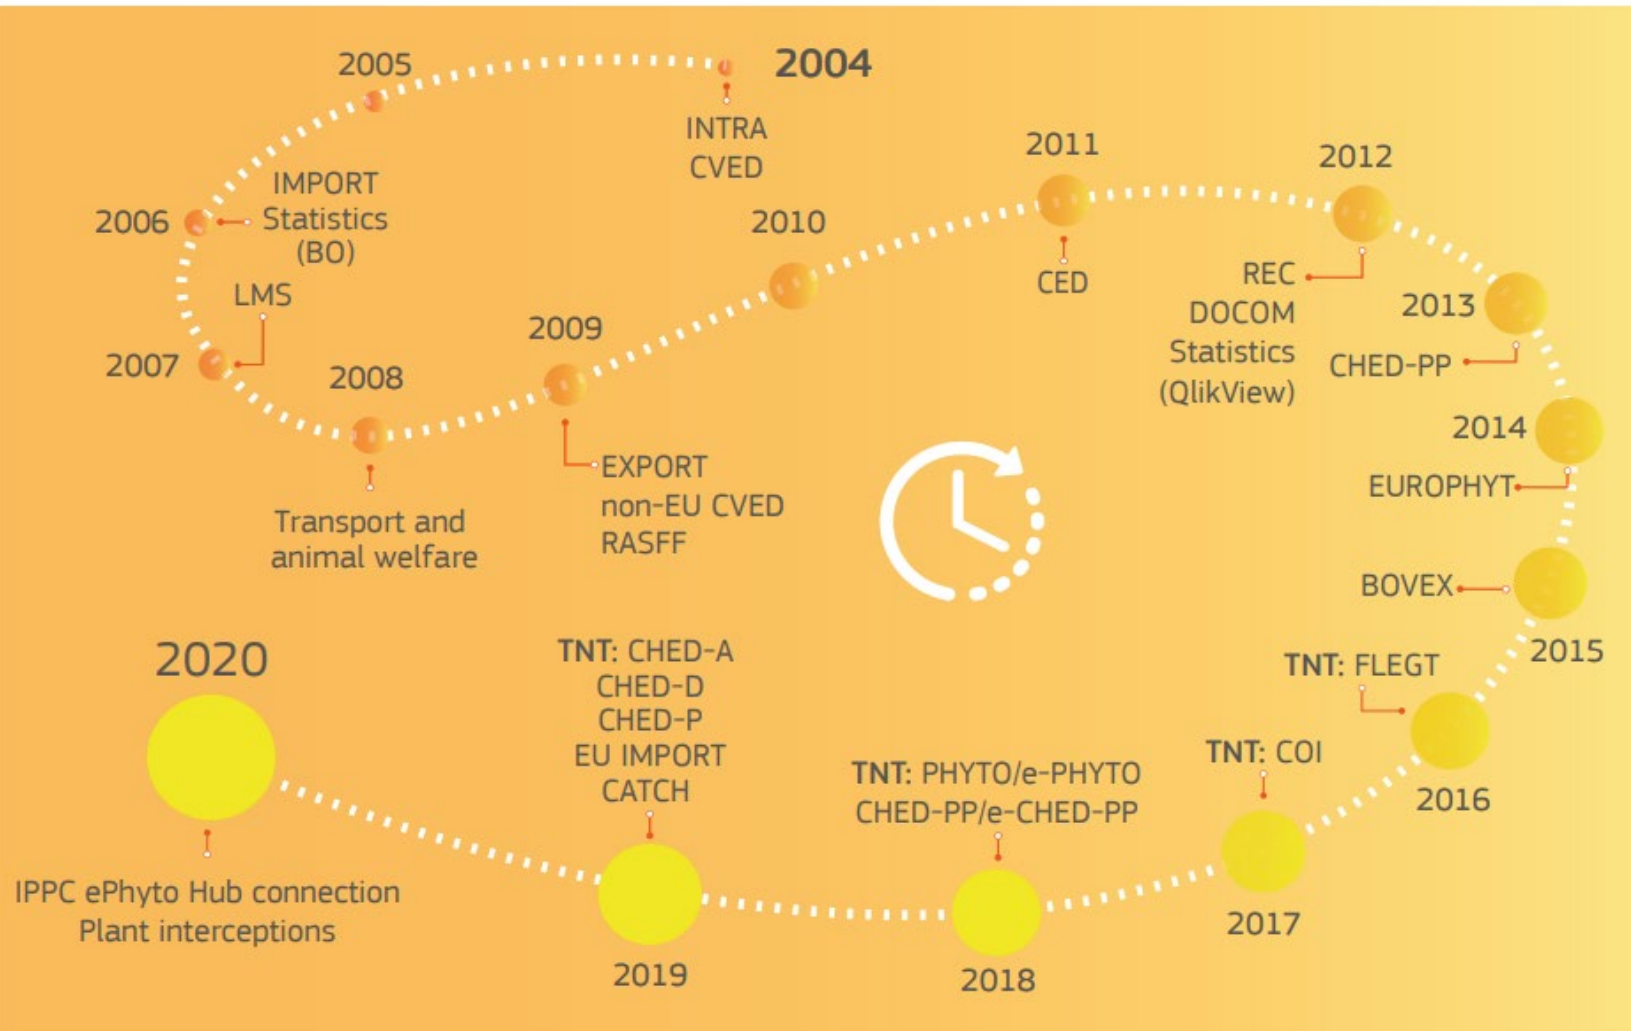 2004
INTRA
CVED
2005
2006
IMPORT
Statistics
(BO)
2007
LMS
2008
Transport and
animal welfare
2009
EXPORT
non-EU CVED
RASFF
2010
2011
CED
2012
REC
DOCOM
Statistics
(QlikView)
2013
CHED-PP
2014
EUROPHYT
BOVEX
2015
TNT: FLEGT
2016
TNT: COI
2017
TNT: PHYTO/e-PHYTO
CHED-PP/e-CHED-PP
2018
TNT: CHED-A
CHED-D
CHED-P
EU IMPORT
CATCH
2019
2020
IPPC ePhyto Hub connection
Plant interceptions